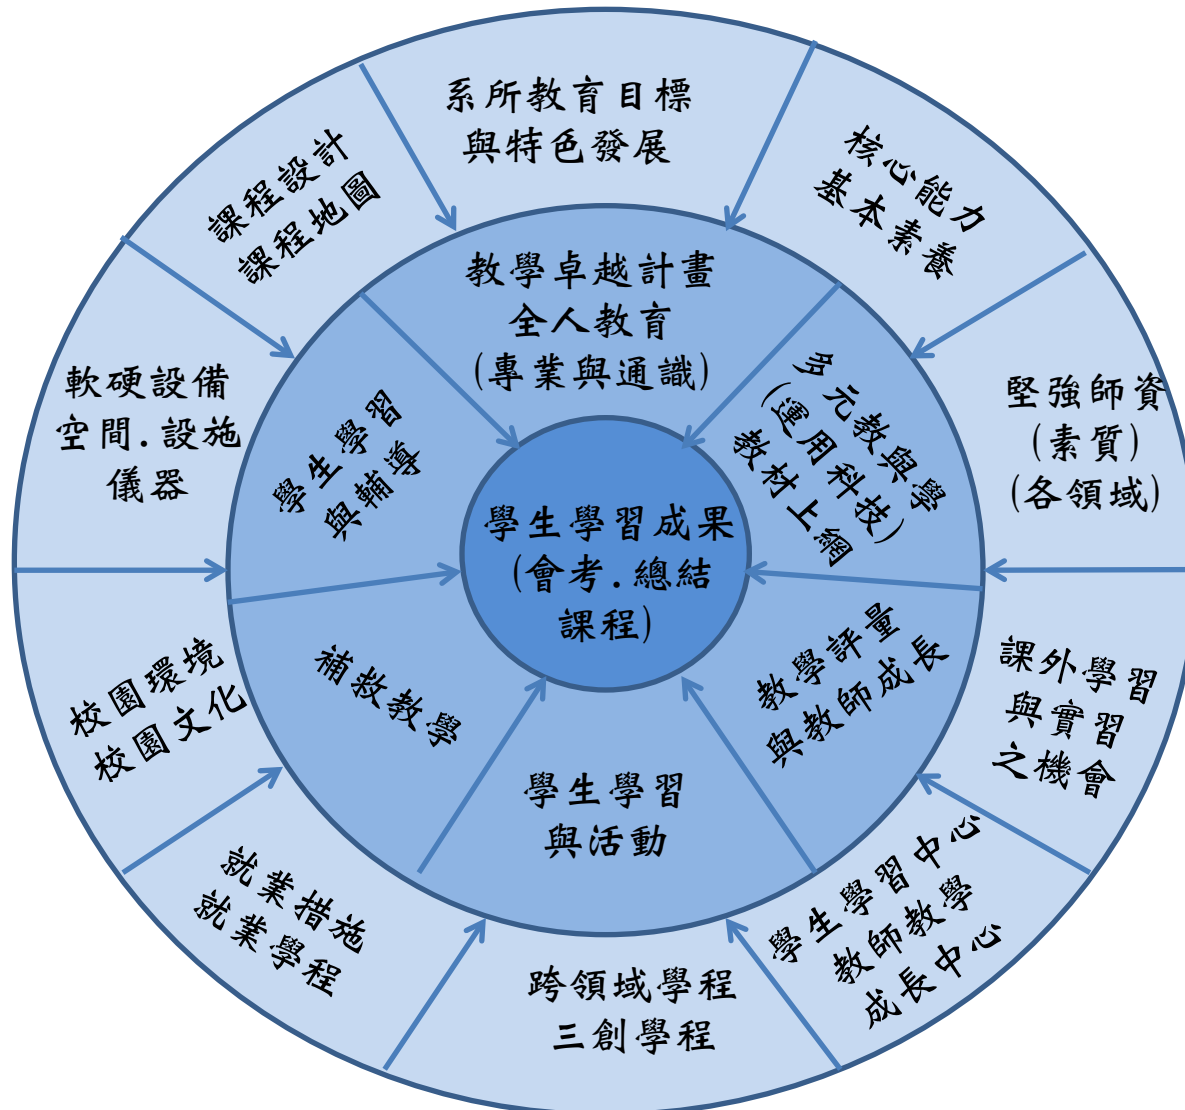 系所教育目標
與特色發展
核心能力
基本素養
堅強師資
(素質)
(各領域)
課外學習
與實習
之機會
學生學習中心
教師教學
成長中心
跨領域學程
三創學程
就業措施
就業學程
校園環境
校園文化
軟硬設備
空間.設施
儀器
課程設計
課程地圖
教學卓越計畫
全人教育
(專業與通識)
多元教與學
(運用科技)
教材上網
教學評量
與教師成長
學生學習
與活動
補救教學
學生學習
與輔導
學生學習成果
(會考.總結
課程)